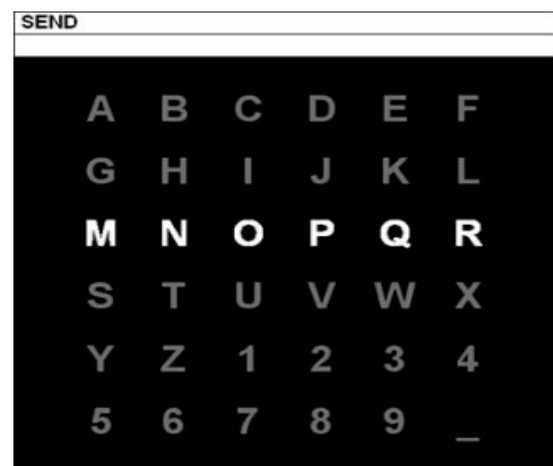 SEND
A B C D E F
G H I J K L
M N O P Q R
S T U V W X
Y Z 1 2 3 4
5 6 7 8 9 _